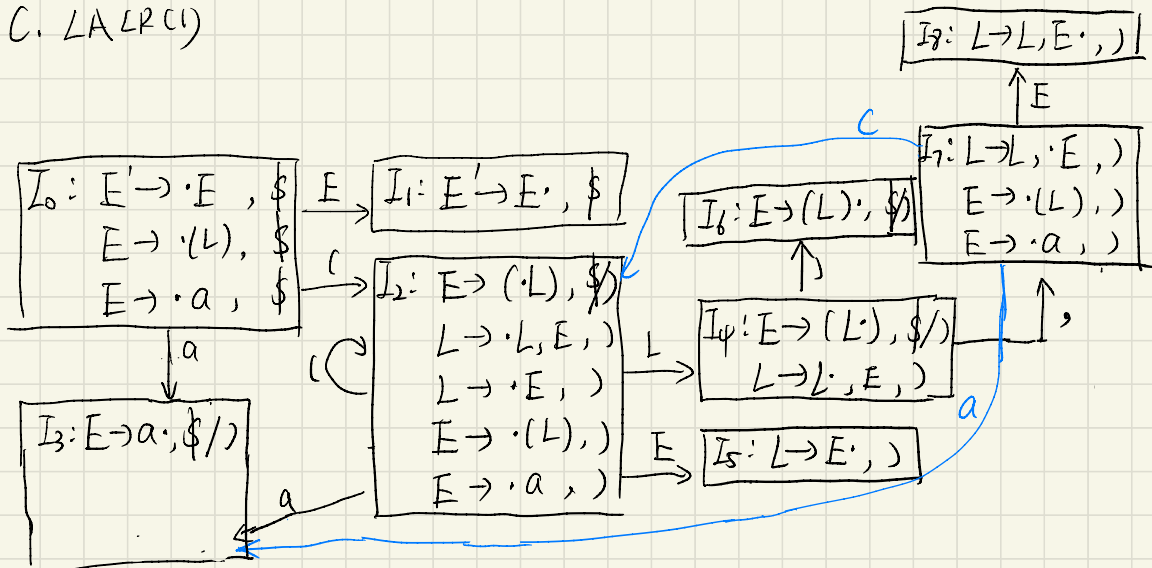 C. LALR(1)
I₀: E'→·E , $
E→·(L), $
E→·a , $
E
I₁: E'→E·, $
(
a
I₃: E→a·, $/)
I₂: E→(·L), $/)
L→·L, E, )
L→·E, )
E→·(L), )
E→·a , )
(
a
L
I₄: E→(L·), $/)
L→L·, E, )
E
I₅: L→E·, )
)
I₆: E→(L)·, $/)
,
I₇: L→L, ·E, )
E→·(L), )
E→·a , )
E
I₈: L→L, E·, )
(
a